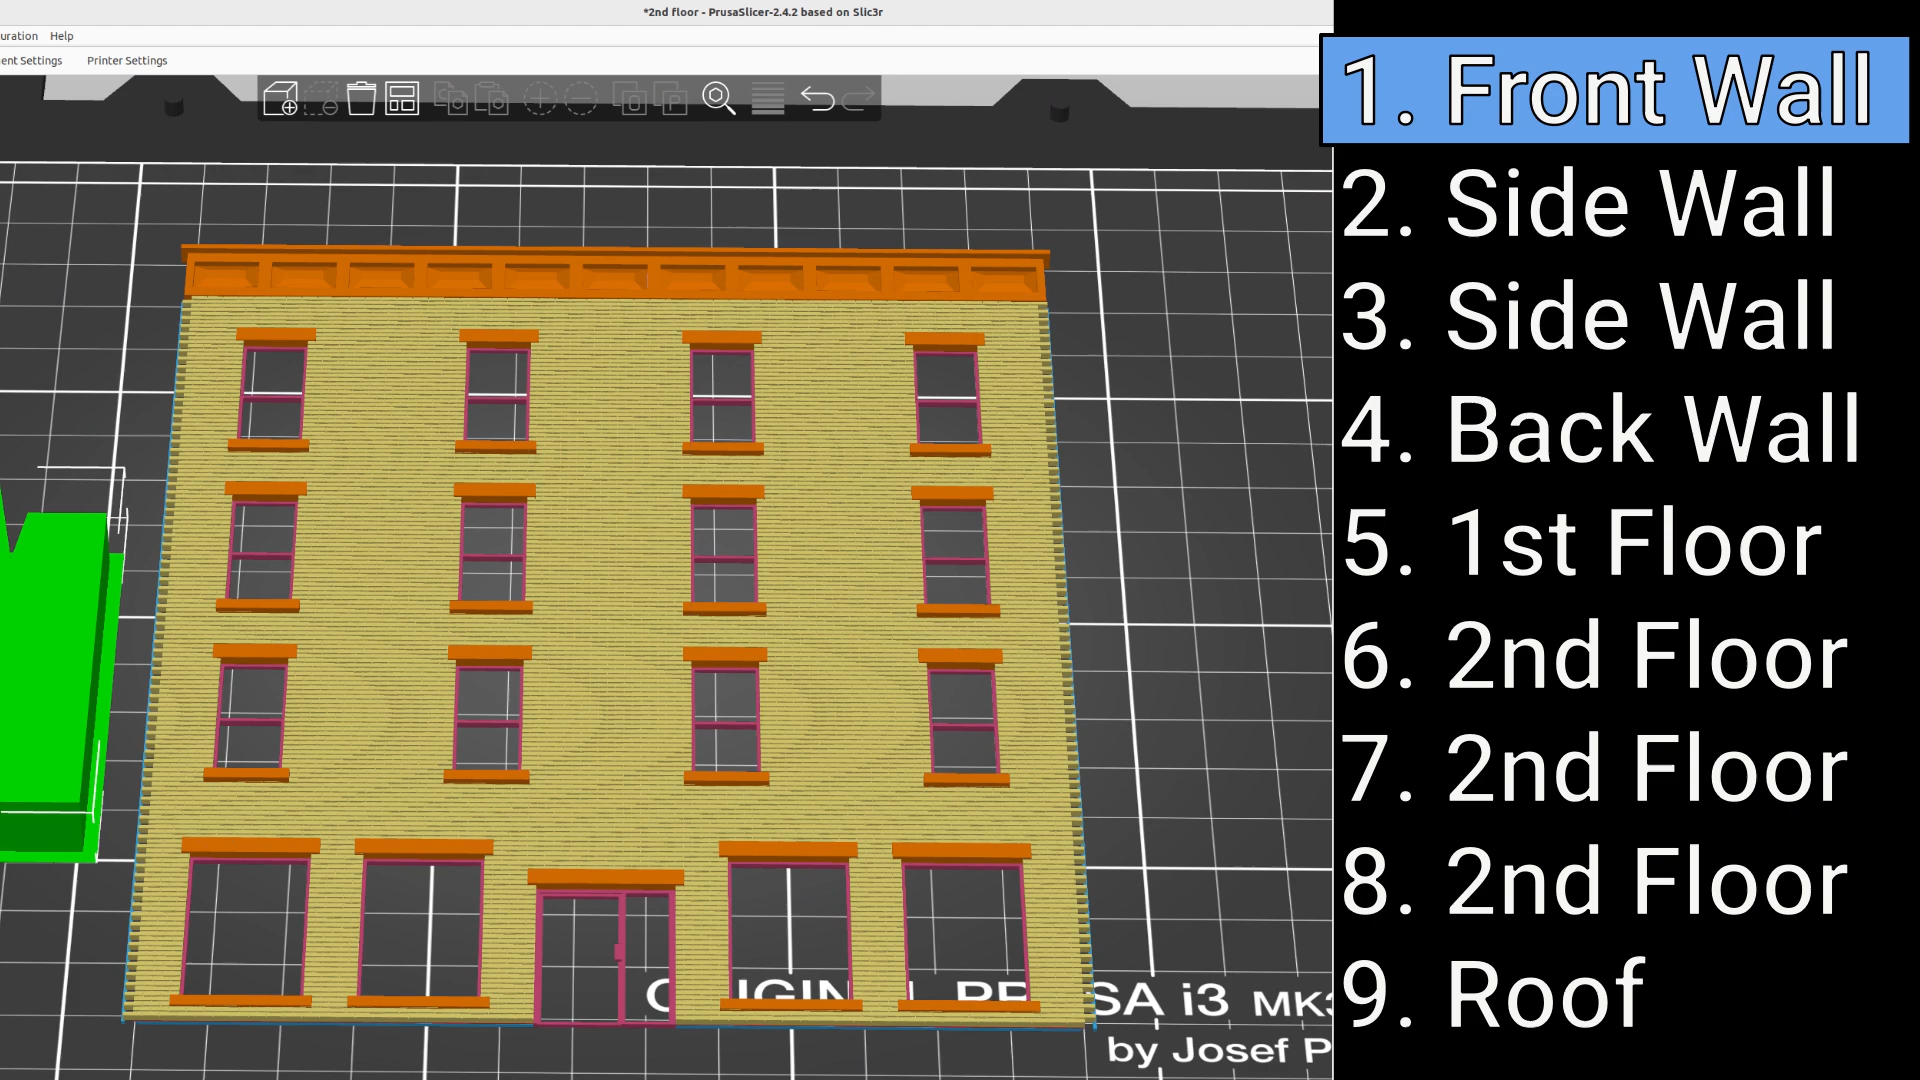 *2nd floor - PrusaSlicer-2.4.2 based on Slic3r
uration Help
ent Settings Printer Settings
1. Front Wall
2. Side Wall
3. Side Wall
4. Back Wall
5. 1st Floor
6. 2nd Floor
7. 2nd Floor
8. 2nd Floor
9. Roof
SA i3 MK3
by Josef P